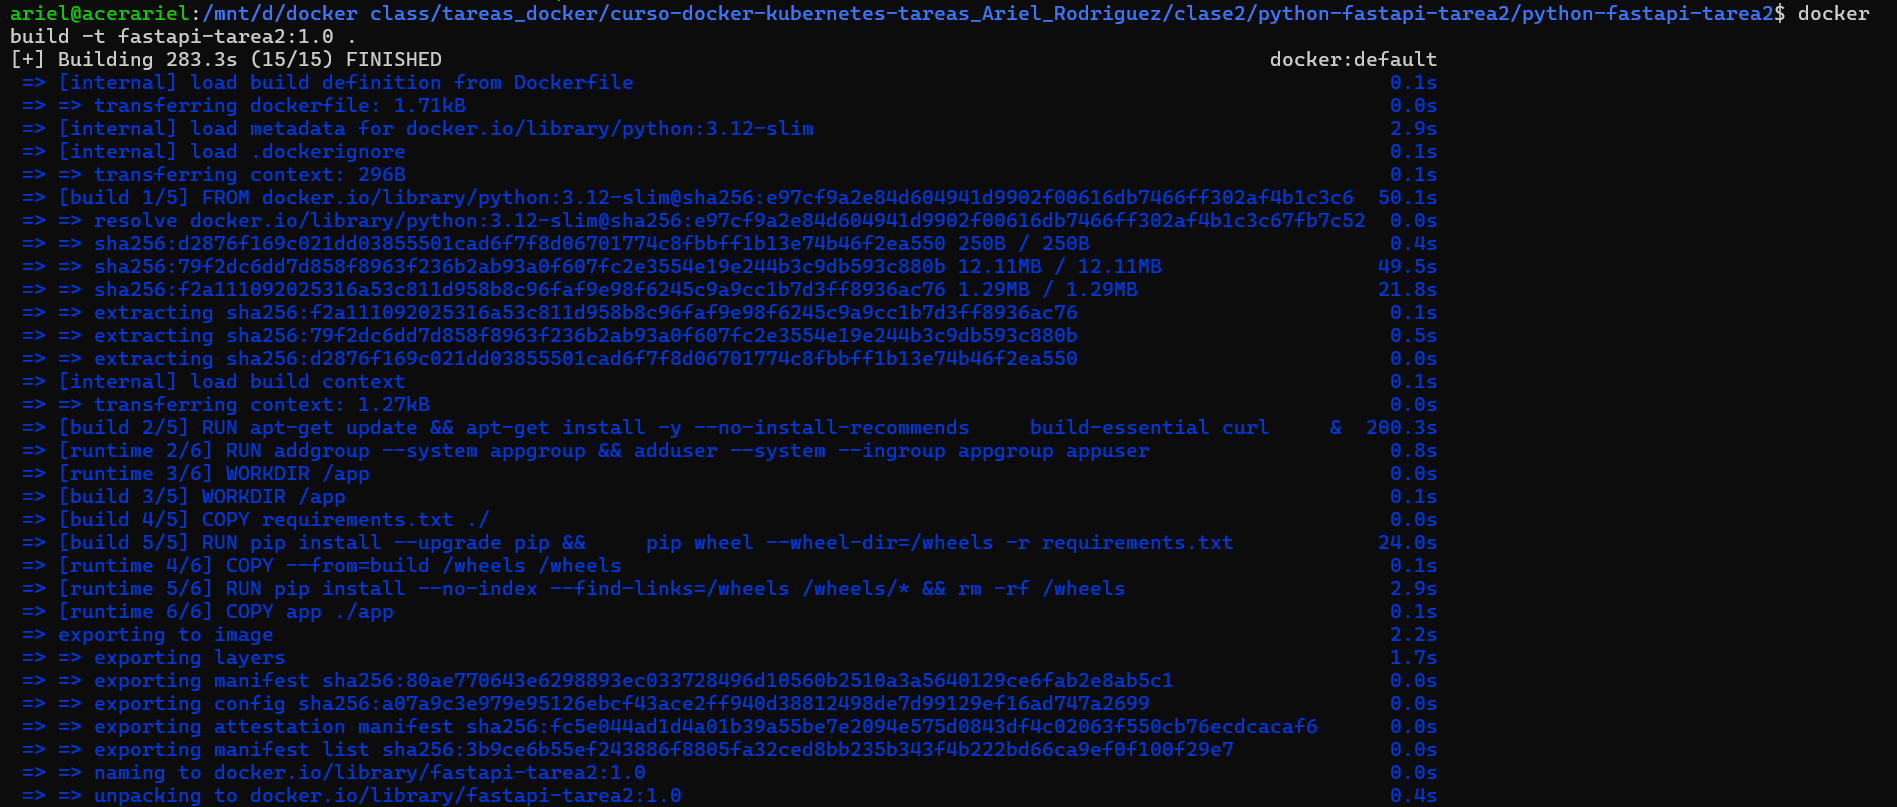 ariel@acerariel:/mnt/d/docker class/tareas_docker/curso-docker-kubernetes-tareas_Ariel_Rodriguez/clase2/python-fastapi-tarea2/python-fastapi-tarea2$ docker
build -t fastapi-tarea2:1.0 .
[+] Building 283.3s (15/15) FINISHED docker:default
=> [internal] load build definition from Dockerfile 0.1s
=> => transferring dockerfile: 1.71kB 0.0s
=> [internal] load metadata for docker.io/library/python:3.12-slim 2.9s
=> [internal] load .dockerignore 0.1s
=> => transferring context: 296B 0.1s
=> [build 1/5] FROM docker.io/library/python:3.12-slim@sha256:e97cf9a2e84d604941d9902f00616db7466ff302af4b1c3c6 50.1s
=> => resolve docker.io/library/python:3.12-slim@sha256:e97cf9a2e84d604941d9902f00616db7466ff302af4b1c3c67fb7c52 0.0s
=> => sha256:d2876f169c021dd03855501cad6f7f8d06701774c8fbbff1b13e74b46f2ea550 250B / 250B 0.4s
=> => sha256:79f2dc6dd7d858f8963f236b2ab93a0f607fc2e3554e19e244b3c9db593c880b 12.11MB / 12.11MB 49.5s
=> => sha256:f2a111092025316a53c811d958b8c96faf9e98f6245c9a9cc1b7d3ff8936ac76 1.29MB / 1.29MB 21.8s
=> => extracting sha256:f2a111092025316a53c811d958b8c96faf9e98f6245c9a9cc1b7d3ff8936ac76 0.1s
=> => extracting sha256:79f2dc6dd7d858f8963f236b2ab93a0f607fc2e3554e19e244b3c9db593c880b 0.5s
=> => extracting sha256:d2876f169c021dd03855501cad6f7f8d06701774c8fbbff1b13e74b46f2ea550 0.0s
=> [internal] load build context 0.1s
=> => transferring context: 1.27kB 0.0s
=> [build 2/5] RUN apt-get update && apt-get install -y --no-install-recommends     build-essential curl     & 200.3s
=> [runtime 2/6] RUN addgroup --system appgroup && adduser --system --ingroup appgroup appuser 0.8s
=> [runtime 3/6] WORKDIR /app 0.0s
=> [build 3/5] WORKDIR /app 0.1s
=> [build 4/5] COPY requirements.txt ./ 0.0s
=> [build 5/5] RUN pip install --upgrade pip &&     pip wheel --wheel-dir=/wheels -r requirements.txt 24.0s
=> [runtime 4/6] COPY --from=build /wheels /wheels 0.1s
=> [runtime 5/6] RUN pip install --no-index --find-links=/wheels /wheels/* && rm -rf /wheels 2.9s
=> [runtime 6/6] COPY app ./app 0.1s
=> exporting to image 2.2s
=> => exporting layers 1.7s
=> => exporting manifest sha256:80ae770643e6298893ec033728496d10560b2510a3a5640129ce6fab2e8ab5c1 0.0s
=> => exporting config sha256:a07a9c3e979e95126ebcf43ace2ff940d38812498de7d99129ef16ad747a2699 0.0s
=> => exporting attestation manifest sha256:fc5e044ad1d4a01b39a55be7e2094e575d0843df4c02063f550cb76ecdcacaf6 0.0s
=> => exporting manifest list sha256:3b9ce6b55ef243886f8805fa32ced8bb235b343f4b222bd66ca9ef0f100f29e7 0.0s
=> => naming to docker.io/library/fastapi-tarea2:1.0 0.0s
=> => unpacking to docker.io/library/fastapi-tarea2:1.0 0.4s